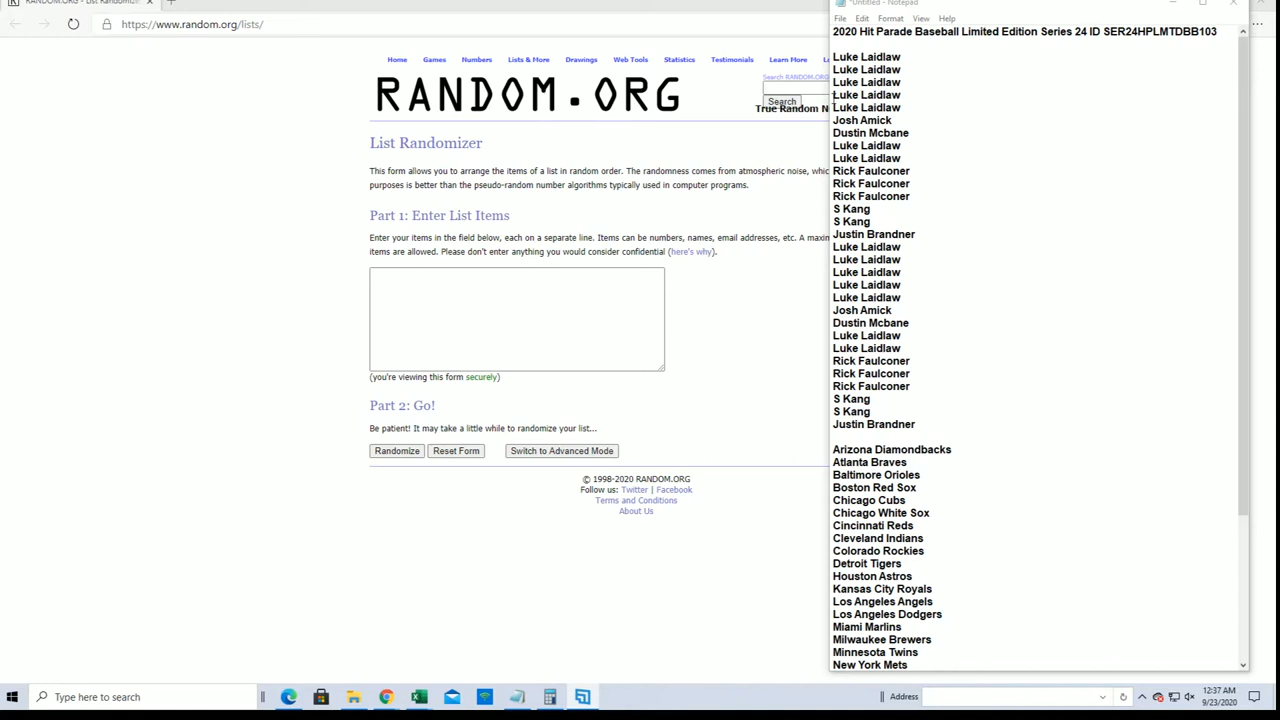 RANDOM.ORG - List Randomize
https://www.random.org/lists/
Home Games Numbers Lists & More Drawings Web Tools Statistics Testimonials Learn More
Search RANDOM.ORG
RANDOM.ORG
Search
True Random
List Randomizer
This form allows you to arrange the items of a list in random order. The randomness comes from atmospheric noise,
purposes is better than the pseudo-random number algorithms typically used in computer programs.
Part 1: Enter List Items
Enter your items in the field below, each on a separate line. Items can be numbers, names, email addresses, etc. A
items are allowed. Please don't enter anything you would consider confidential (here's why).
(you're viewing this form securely)
Part 2: Go!
Be patient! It may take a little while to randomize your list...
Randomize Reset Form Switch to Advanced Mode
© 1998-2020 RANDOM.ORG
Follow us: Twitter | Facebook
Terms and Conditions
About Us
*Untitled - Notepad
File Edit Format View Help
2020 Hit Parade Baseball Limited Edition Series 24 ID SER24HPLMTDBB103
Luke Laidlaw
Luke Laidlaw
Luke Laidlaw
Luke Laidlaw
Luke Laidlaw
Josh Amick
Dustin Mcbane
Luke Laidlaw
Luke Laidlaw
Rick Faulconer
Rick Faulconer
Rick Faulconer
S Kang
S Kang
Justin Brandner
Luke Laidlaw
Luke Laidlaw
Luke Laidlaw
Luke Laidlaw
Luke Laidlaw
Josh Amick
Dustin Mcbane
Luke Laidlaw
Luke Laidlaw
Rick Faulconer
Rick Faulconer
Rick Faulconer
S Kang
S Kang
Justin Brandner
Arizona Diamondbacks
Atlanta Braves
Baltimore Orioles
Boston Red Sox
Chicago Cubs
Chicago White Sox
Cincinnati Reds
Cleveland Indians
Colorado Rockies
Detroit Tigers
Houston Astros
Kansas City Royals
Los Angeles Angels
Los Angeles Dodgers
Miami Marlins
Milwaukee Brewers
Minnesota Twins
New York Mets
Type here to search
Address
12:37 AM
9/23/2020